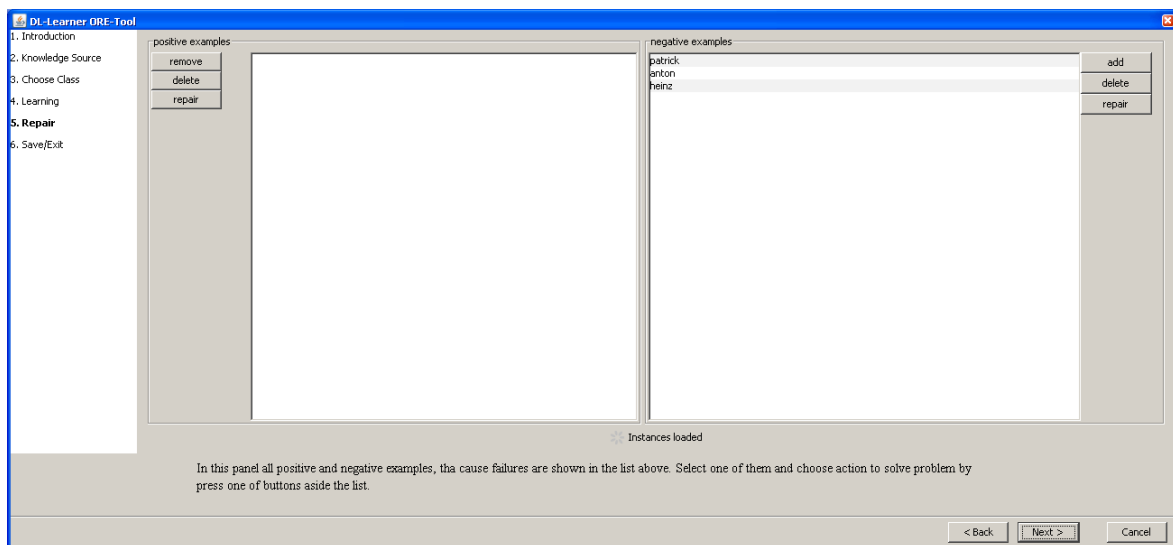 DL-Learner ORE-Tool
1. Introduction
2. Knowledge Source
3. Choose Class
4. Learning
5. Repair
6. Save/Exit
positive examples
remove
delete
repair
negative examples
patrick
anton
heinz
add
delete
repair
Instances loaded
In this panel all positive and negative examples, tha cause failures are shown in the list above. Select one of them and choose action to solve problem by
press one of buttons aside the list.
< Back
Next >
Cancel